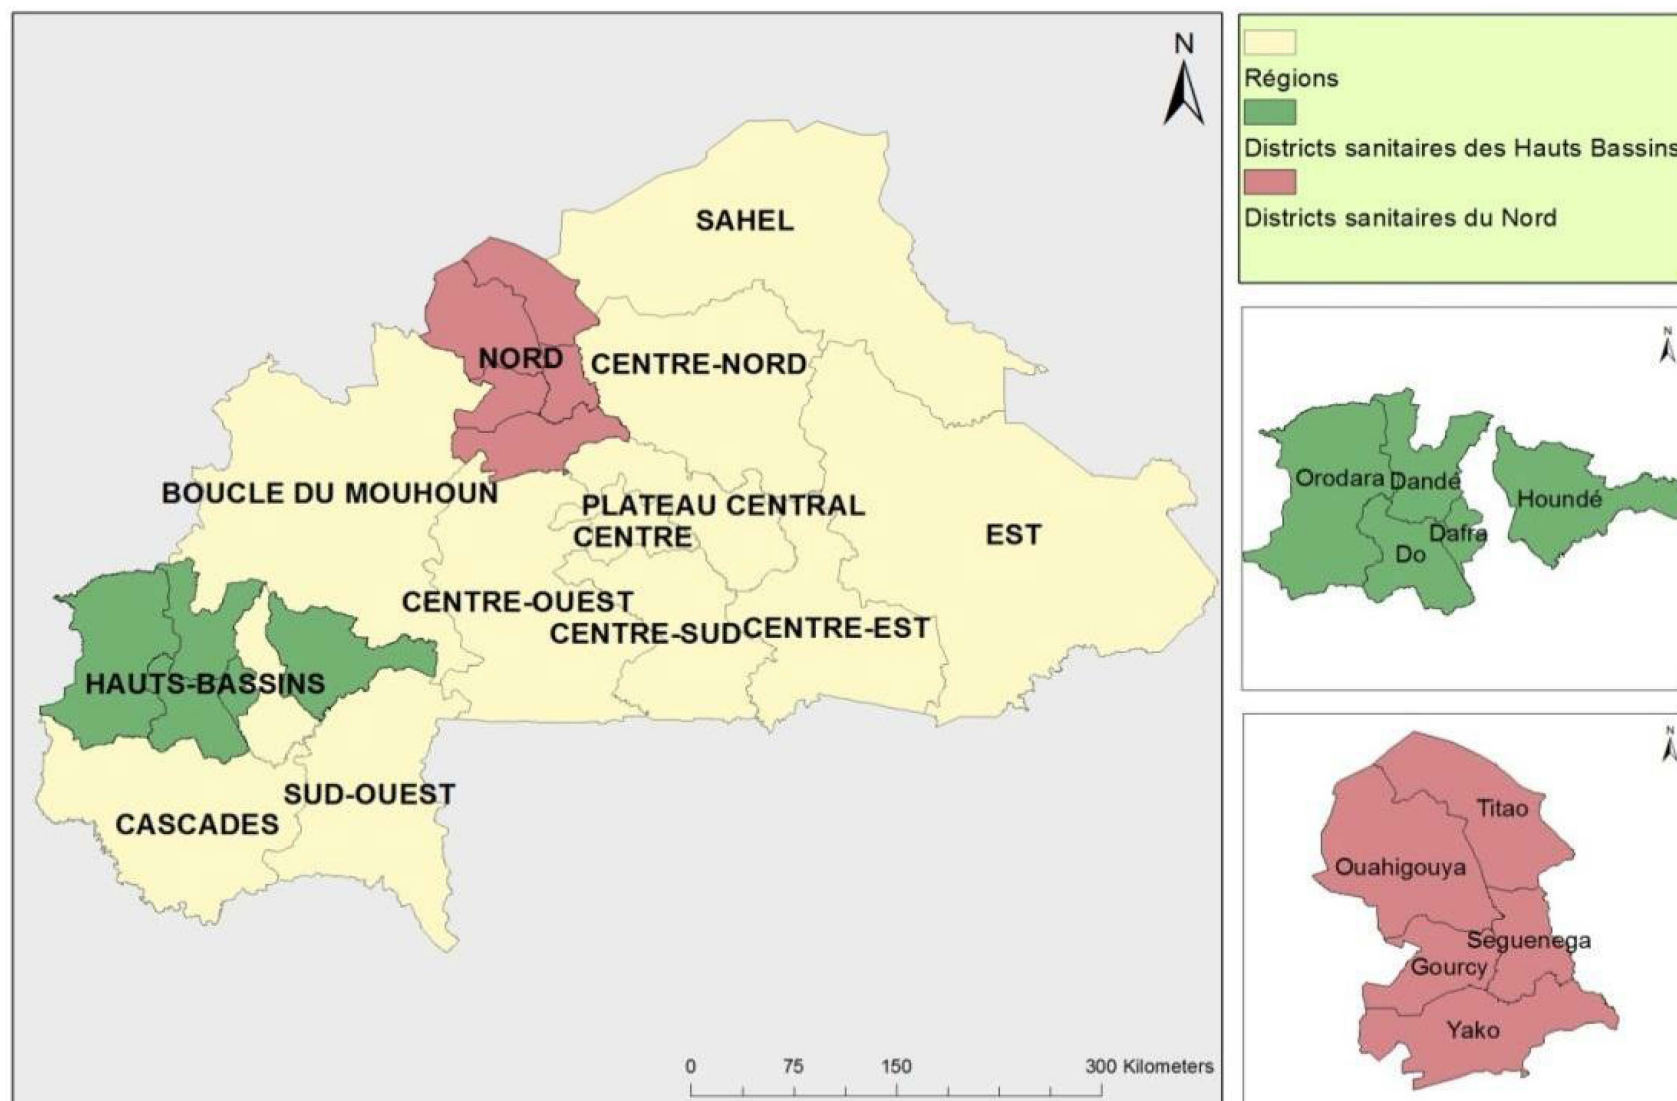 N
SAHEL
NORD
CENTRE-NORD
BOUCLE DU MOUHOUN
PLATEAU CENTRAL
CENTRE
EST
CENTRE-OUEST
CENTRE-SUD
CENTRE-EST
HAUTS-BASSINS
SUD-OUEST
CASCADES
0 75 150 300 Kilometers
Régions
Districts sanitaires des Hauts Bassins
Districts sanitaires du Nord
N
Orodara
Dandé
Houndé
Dafra
Do
N
Titao
Ouahigouya
Seguenega
Gourcy
Yako